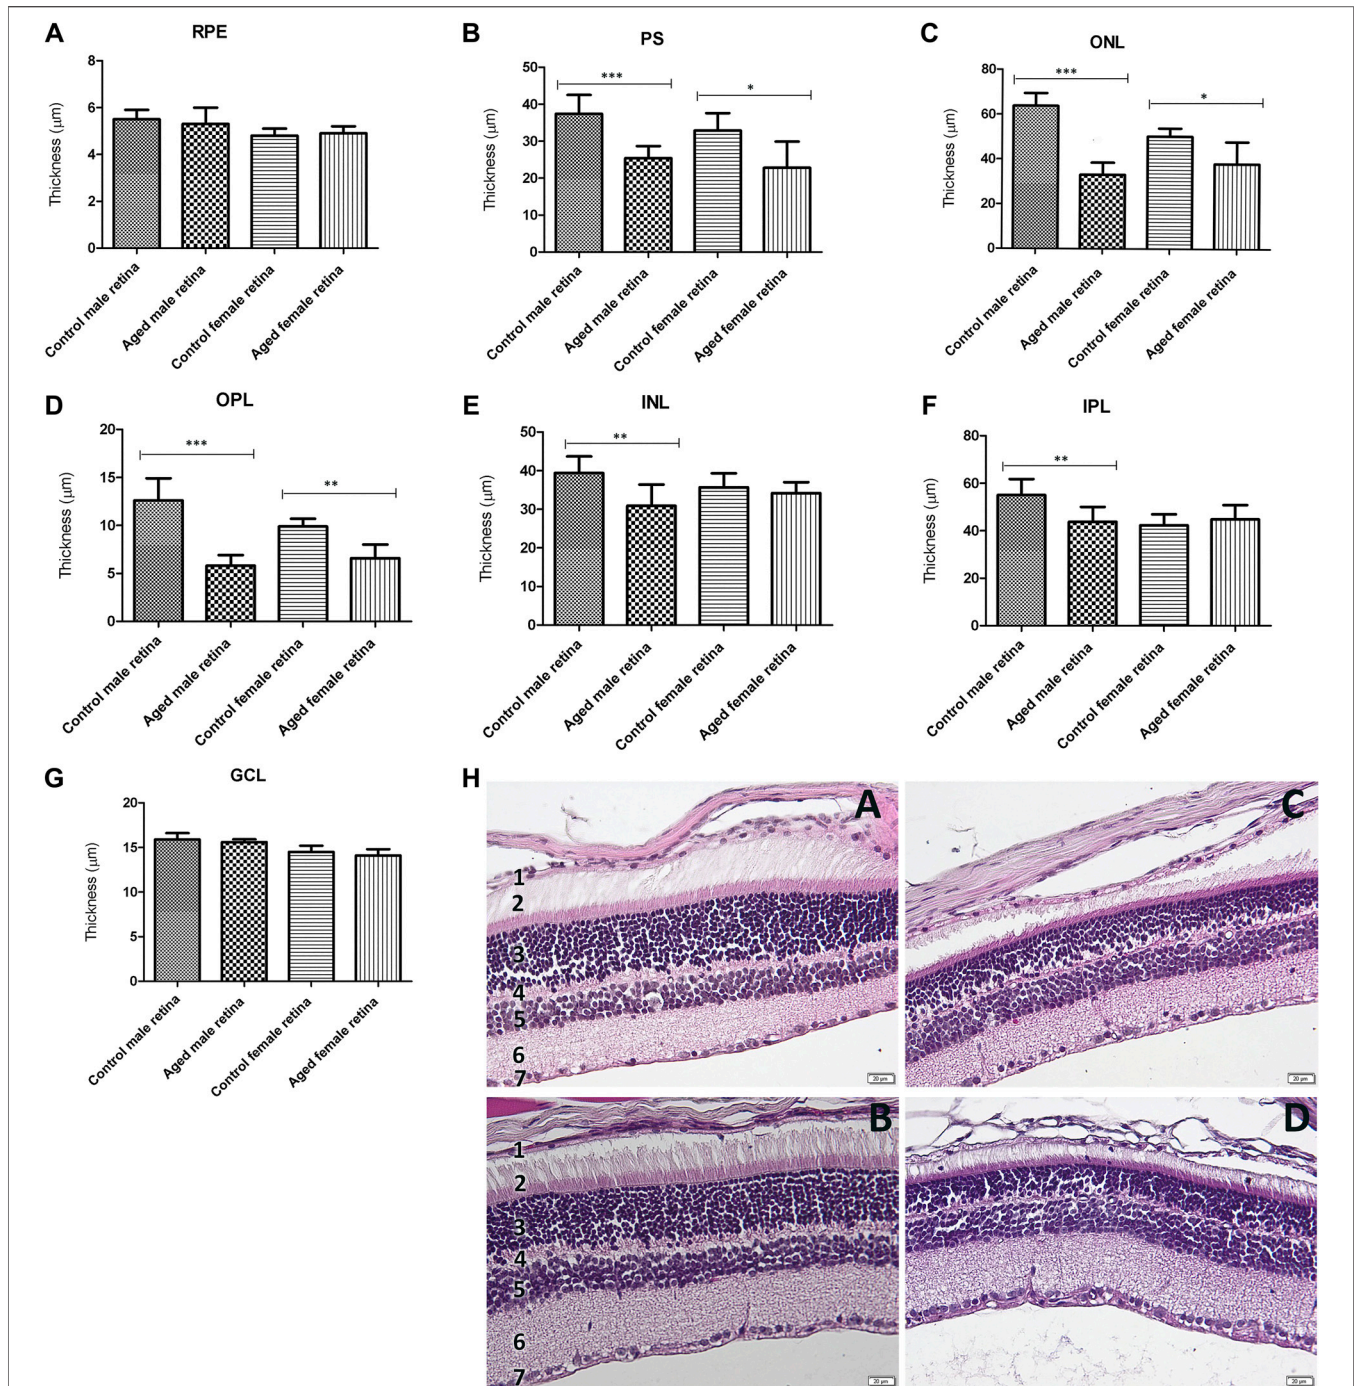 A
RPE
Thickness (μm)
8
6
4
2
0
Control male retina
Aged male retina
Control female retina
Aged female retina
B
PS
Thickness (μm)
50
40
30
20
10
0
***
*
Control male retina
Aged male retina
Control female retina
Aged female retina
C
ONL
Thickness (μm)
80
60
40
20
0
***
*
Control male retina
Aged male retina
Control female retina
Aged female retina
D
OPL
Thickness (μm)
20
15
10
5
0
***
**
Control male retina
Aged male retina
Control female retina
Aged female retina
E
INL
Thickness (μm)
50
40
30
20
10
0
**
Control male retina
Aged male retina
Control female retina
Aged female retina
F
IPL
Thickness (μm)
80
60
40
20
0
**
Control male retina
Aged male retina
Control female retina
Aged female retina
G
GCL
Thickness (μm)
20
15
10
5
0
Control male retina
Aged male retina
Control female retina
Aged female retina
H
A
1
2
3
4
5
6
7
20 μm
C
20 μm
B
1
2
3
4
5
6
7
20 μm
D
20 μm